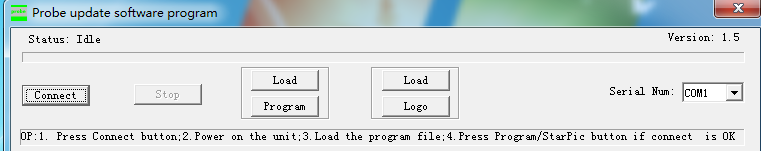 Probe update software program
Status: Idle
Version: 1.5
Load
Load
Connect
Stop
Serial Num: COM1
Program
Logo
OP:1. Press Connect button;2.Power on the unit;3.Load the program file;4.Press Program/StarPic button if connect is OK